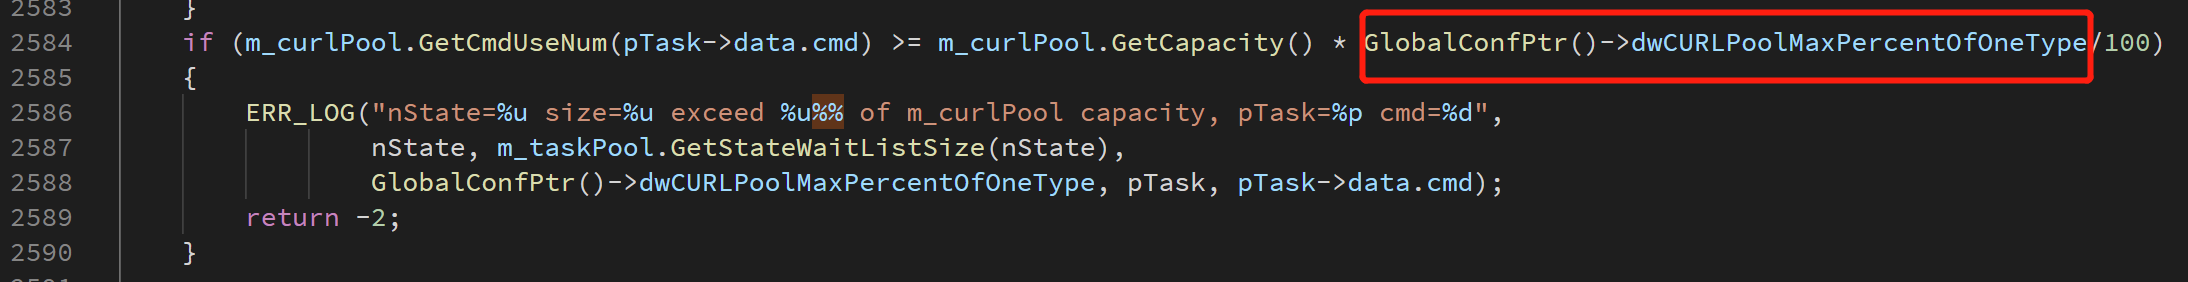 2583 }
2584 if (m_curlPool.GetCmdUseNum(pTask->data.cmd) >= m_curlPool.GetCapacity() * GlobalConfPtr()->dwCURLPoolMaxPercentOfOneType/100)
2585 {
2586 ERR_LOG("nState=%u size=%u exceed %u%% of m_curlPool capacity, pTask=%p cmd=%d",
2587 nState, m_taskPool.GetStateWaitListSize(nState),
2588 GlobalConfPtr()->dwCURLPoolMaxPercentOfOneType, pTask, pTask->data.cmd);
2589 return -2;
2590 }